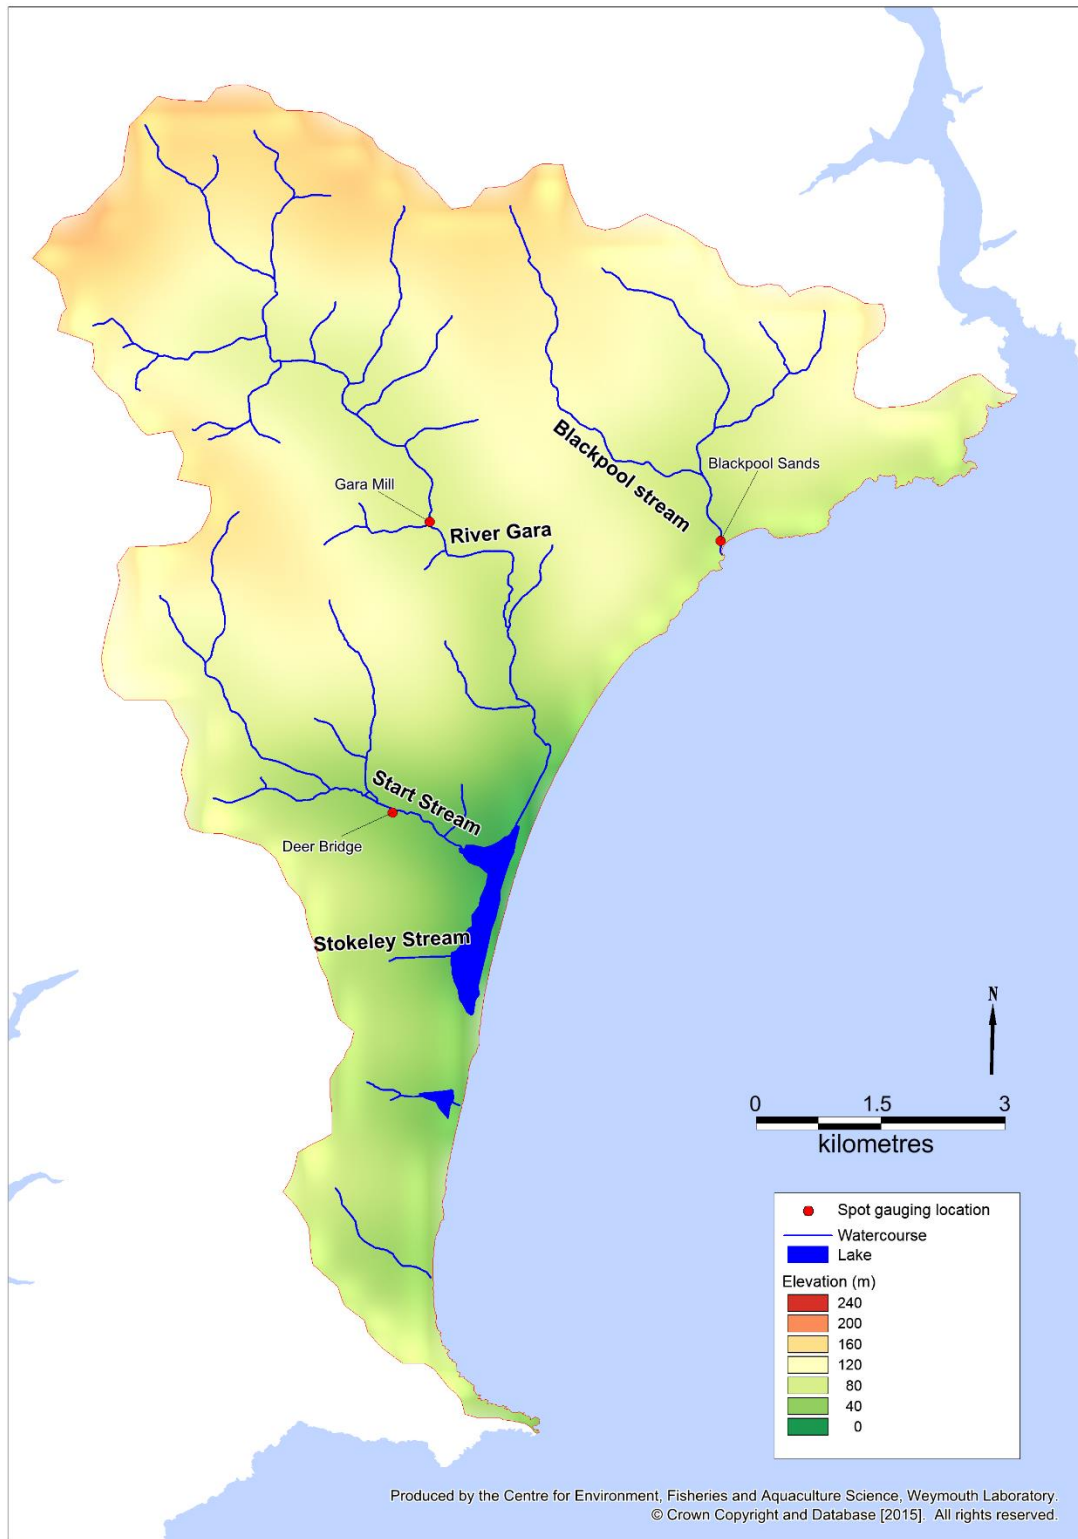 Blackpool stream
Blackpool Sands
Gara Mill
River Gara
Start Stream
Deer Bridge
Stokeley Stream
N
0 1.5 3
kilometres
Spot gauging location
Watercourse
Lake
Elevation (m)
240
200
160
120
80
40
0
Produced by the Centre for Environment, Fisheries and Aquaculture Science, Weymouth Laboratory.
© Crown Copyright and Database [2015]. All rights reserved.